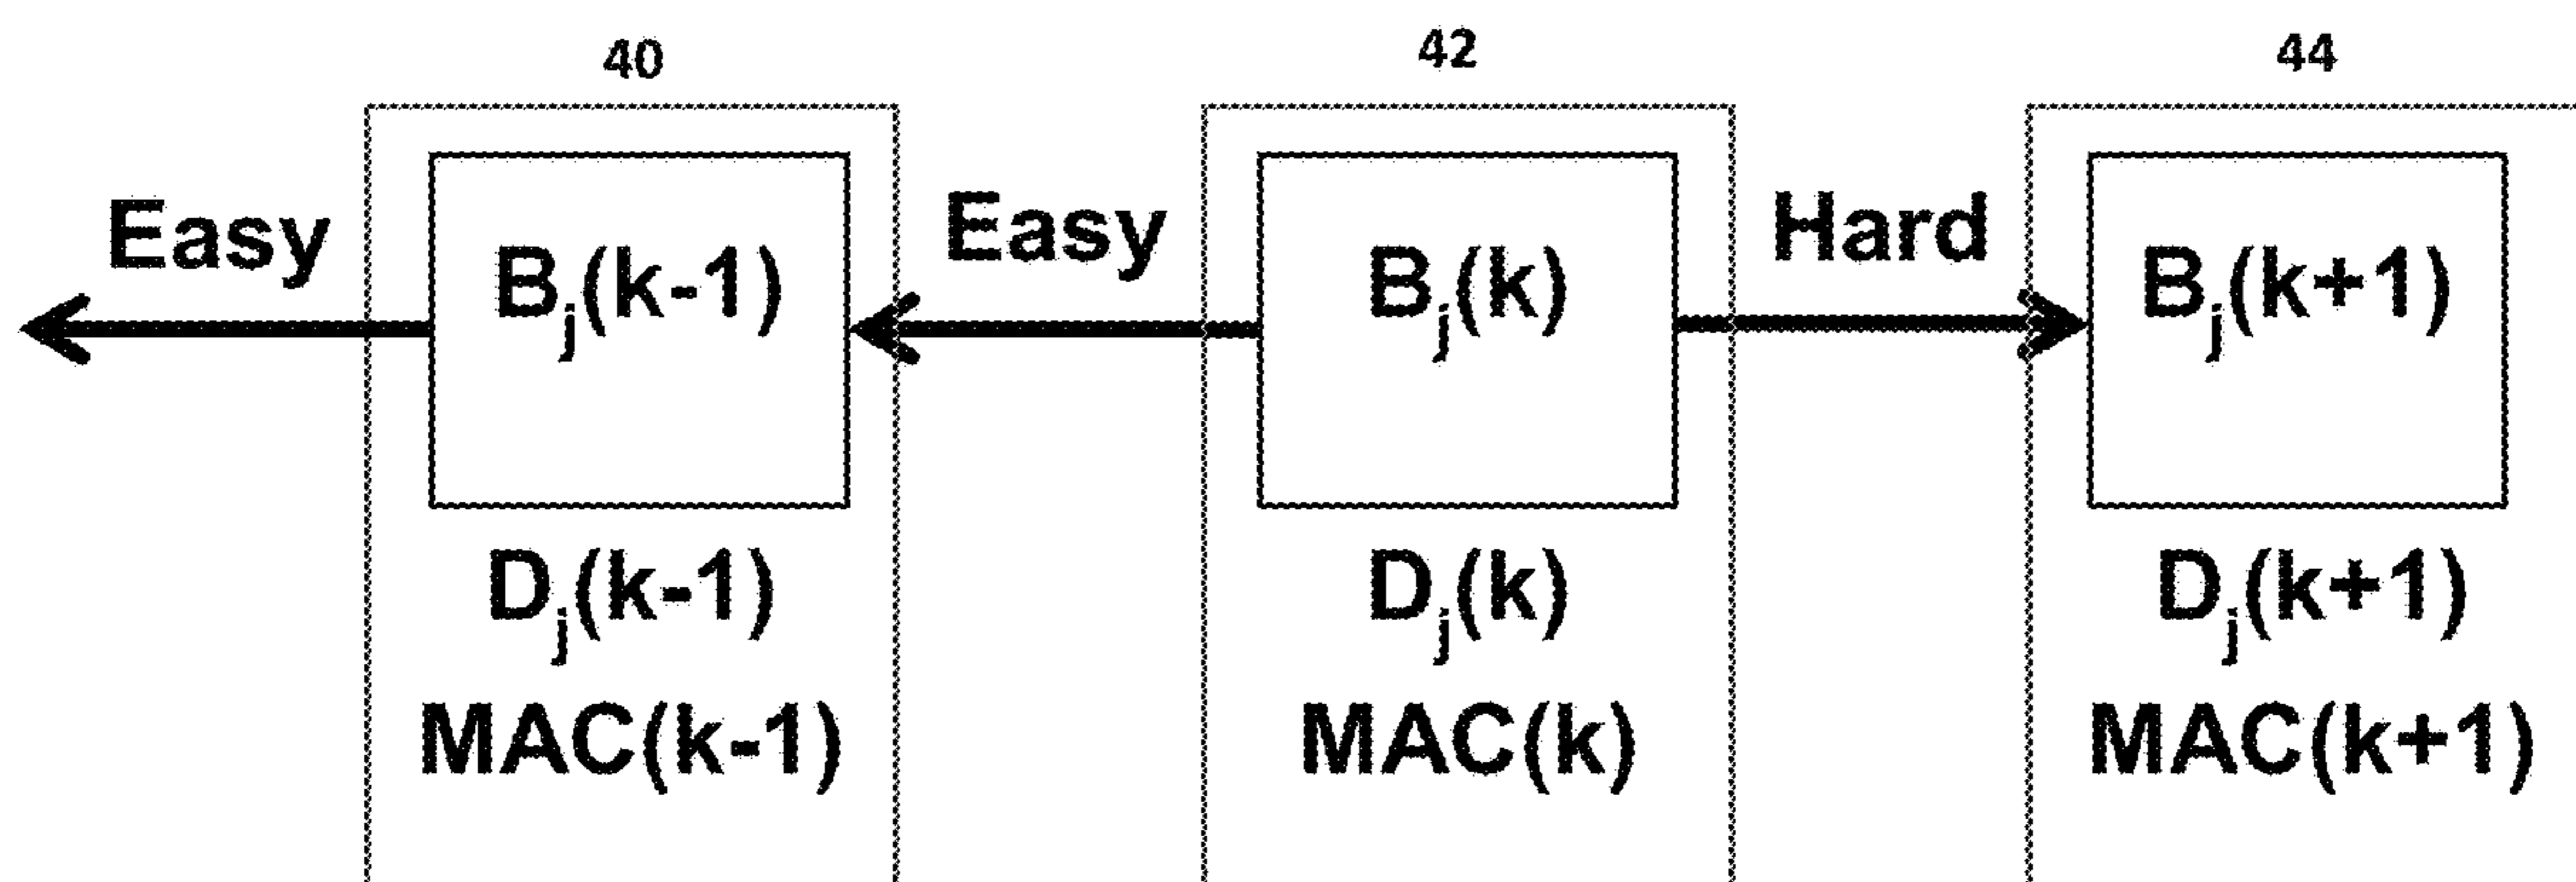 40 42 44
Easy Easy Hard
Bj(k-1) Bj(k) Bj(k+1)
Dj(k-1) Dj(k) Dj(k+1)
MAC(k-1) MAC(k) MAC(k+1)